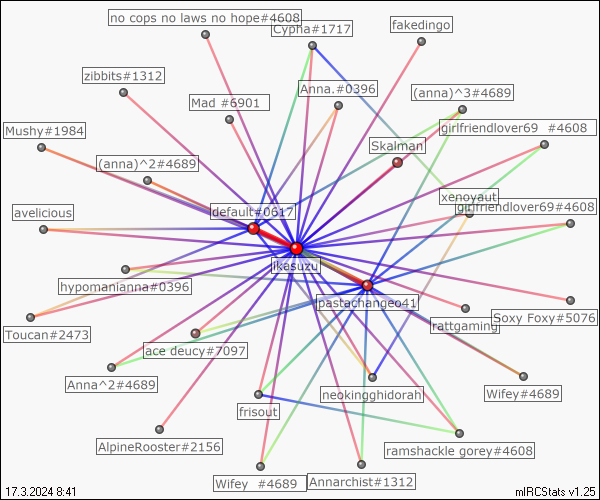 no cops no laws no hope#4608
Cypha#1717
fakedingo
zibbits#1312
Anna.#0396
(anna)^3#4689
Mad #6901
Mushy#1984
girlfriendlover69 #4608
Skalman
(anna)^2#4689
xenoyaut
avelicious
default#0617
girlfriendlover69#4608
ikasuzu
hypomanianna#0396
pastachangeo41
Soxy Foxy#5076
rattgaming
Toucan#2473
ace deucy#7097
Anna^2#4689
neokingghidorah
Wifey#4689
frisout
AlpineRooster#2156
ramshackle gorey#4608
Wifey #4689
Annarchist#1312
17.3.2024 8:41
mIRCStats v1.25